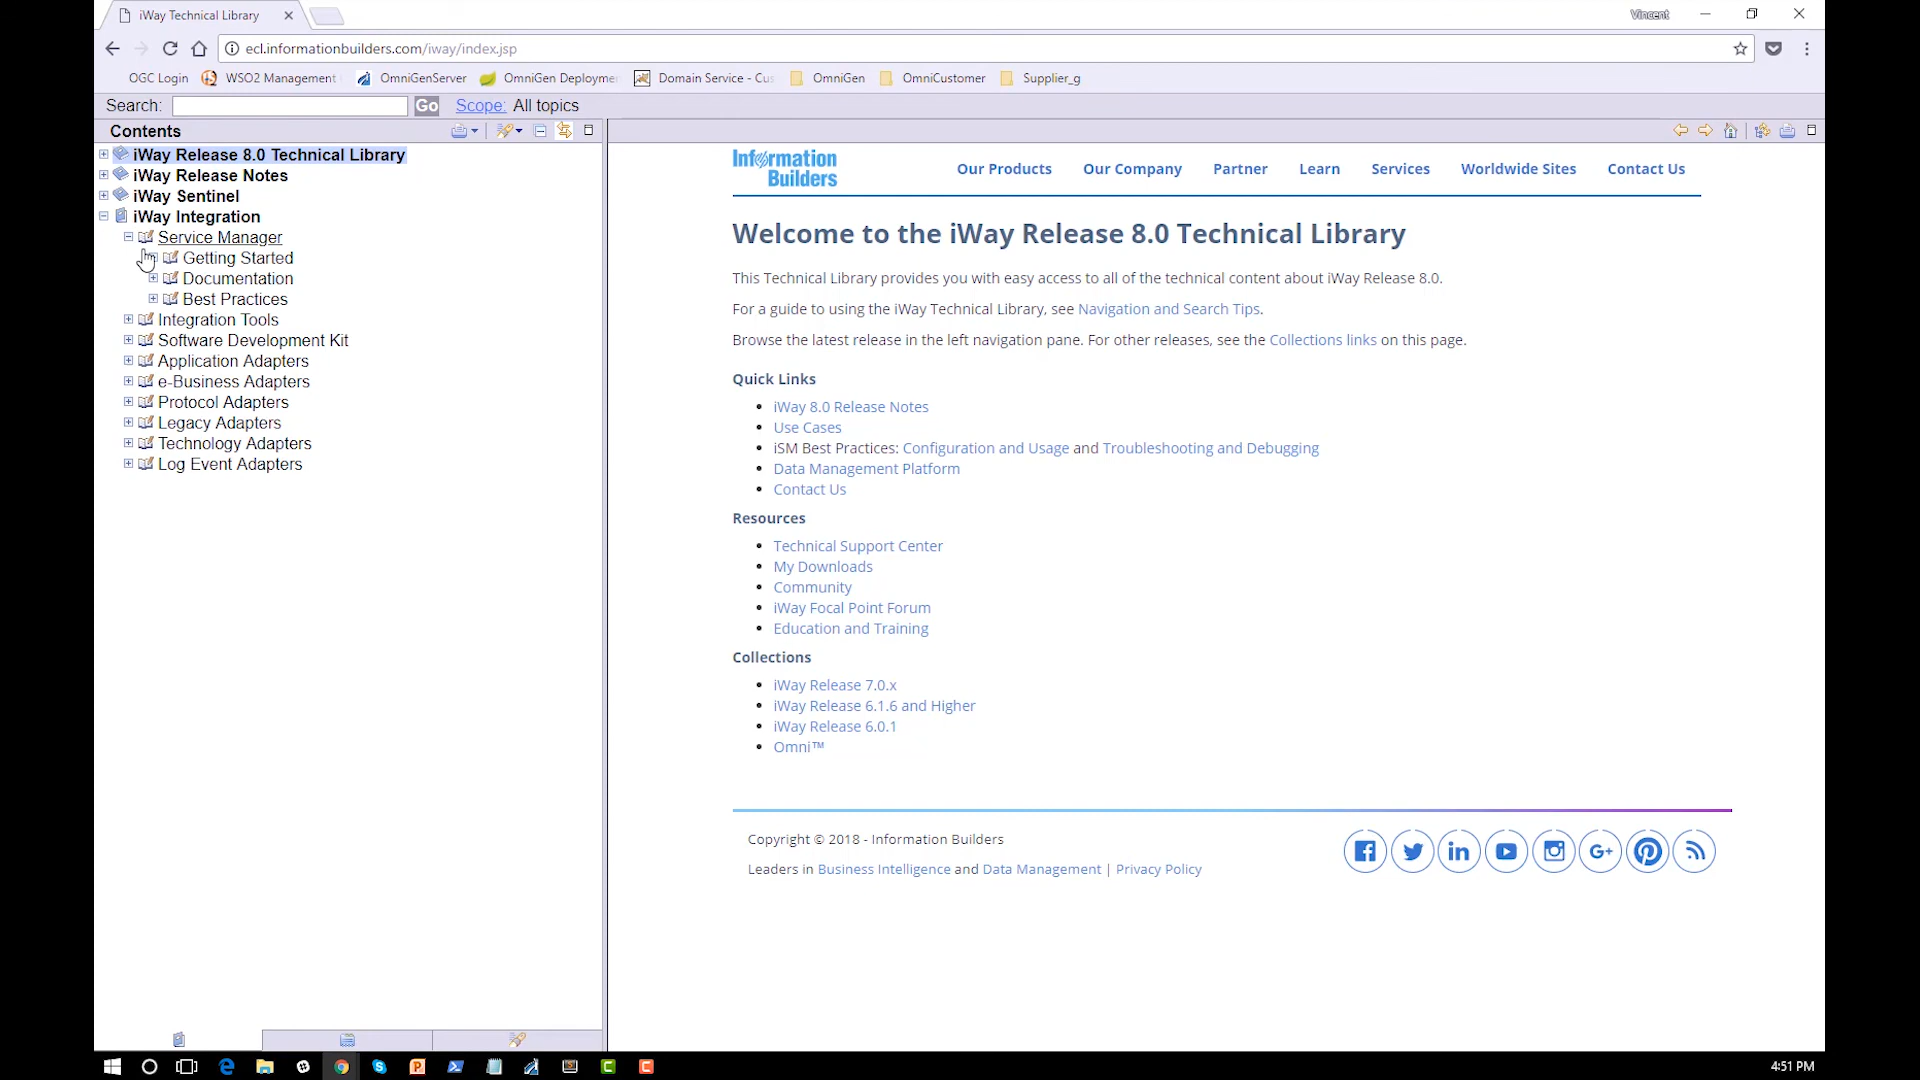 iWay Technical Library
Vincent
ecl.informationbuilders.com/iway/index.jsp
OGC Login WSO2 Management OmniGenServer OmniGen Deployme Domain Service - Cu OmniGen OmniCustomer Supplier_g
Search: Go Scope: All topics
Contents
iWay Release 8.0 Technical Library
iWay Release Notes
iWay Sentinel
iWay Integration
Service Manager
Getting Started
Documentation
Best Practices
Integration Tools
Software Development Kit
Application Adapters
e-Business Adapters
Protocol Adapters
Legacy Adapters
Technology Adapters
Log Event Adapters
Information
Builders
Our Products Our Company Partner Learn Services Worldwide Sites Contact Us
Welcome to the iWay Release 8.0 Technical Library
This Technical Library provides you with easy access to all of the technical content about iWay Release 8.0.
For a guide to using the iWay Technical Library, see Navigation and Search Tips.
Browse the latest release in the left navigation pane. For other releases, see the Collections links on this page.
Quick Links
• iWay 8.0 Release Notes
• Use Cases
• iSM Best Practices: Configuration and Usage and Troubleshooting and Debugging
• Data Management Platform
• Contact Us
Resources
• Technical Support Center
• My Downloads
• Community
• iWay Focal Point Forum
• Education and Training
Collections
• iWay Release 7.0.x
• iWay Release 6.1.6 and Higher
• iWay Release 6.0.1
• Omni™
Copyright © 2018 - Information Builders
Leaders in Business Intelligence and Data Management | Privacy Policy
4:51 PM